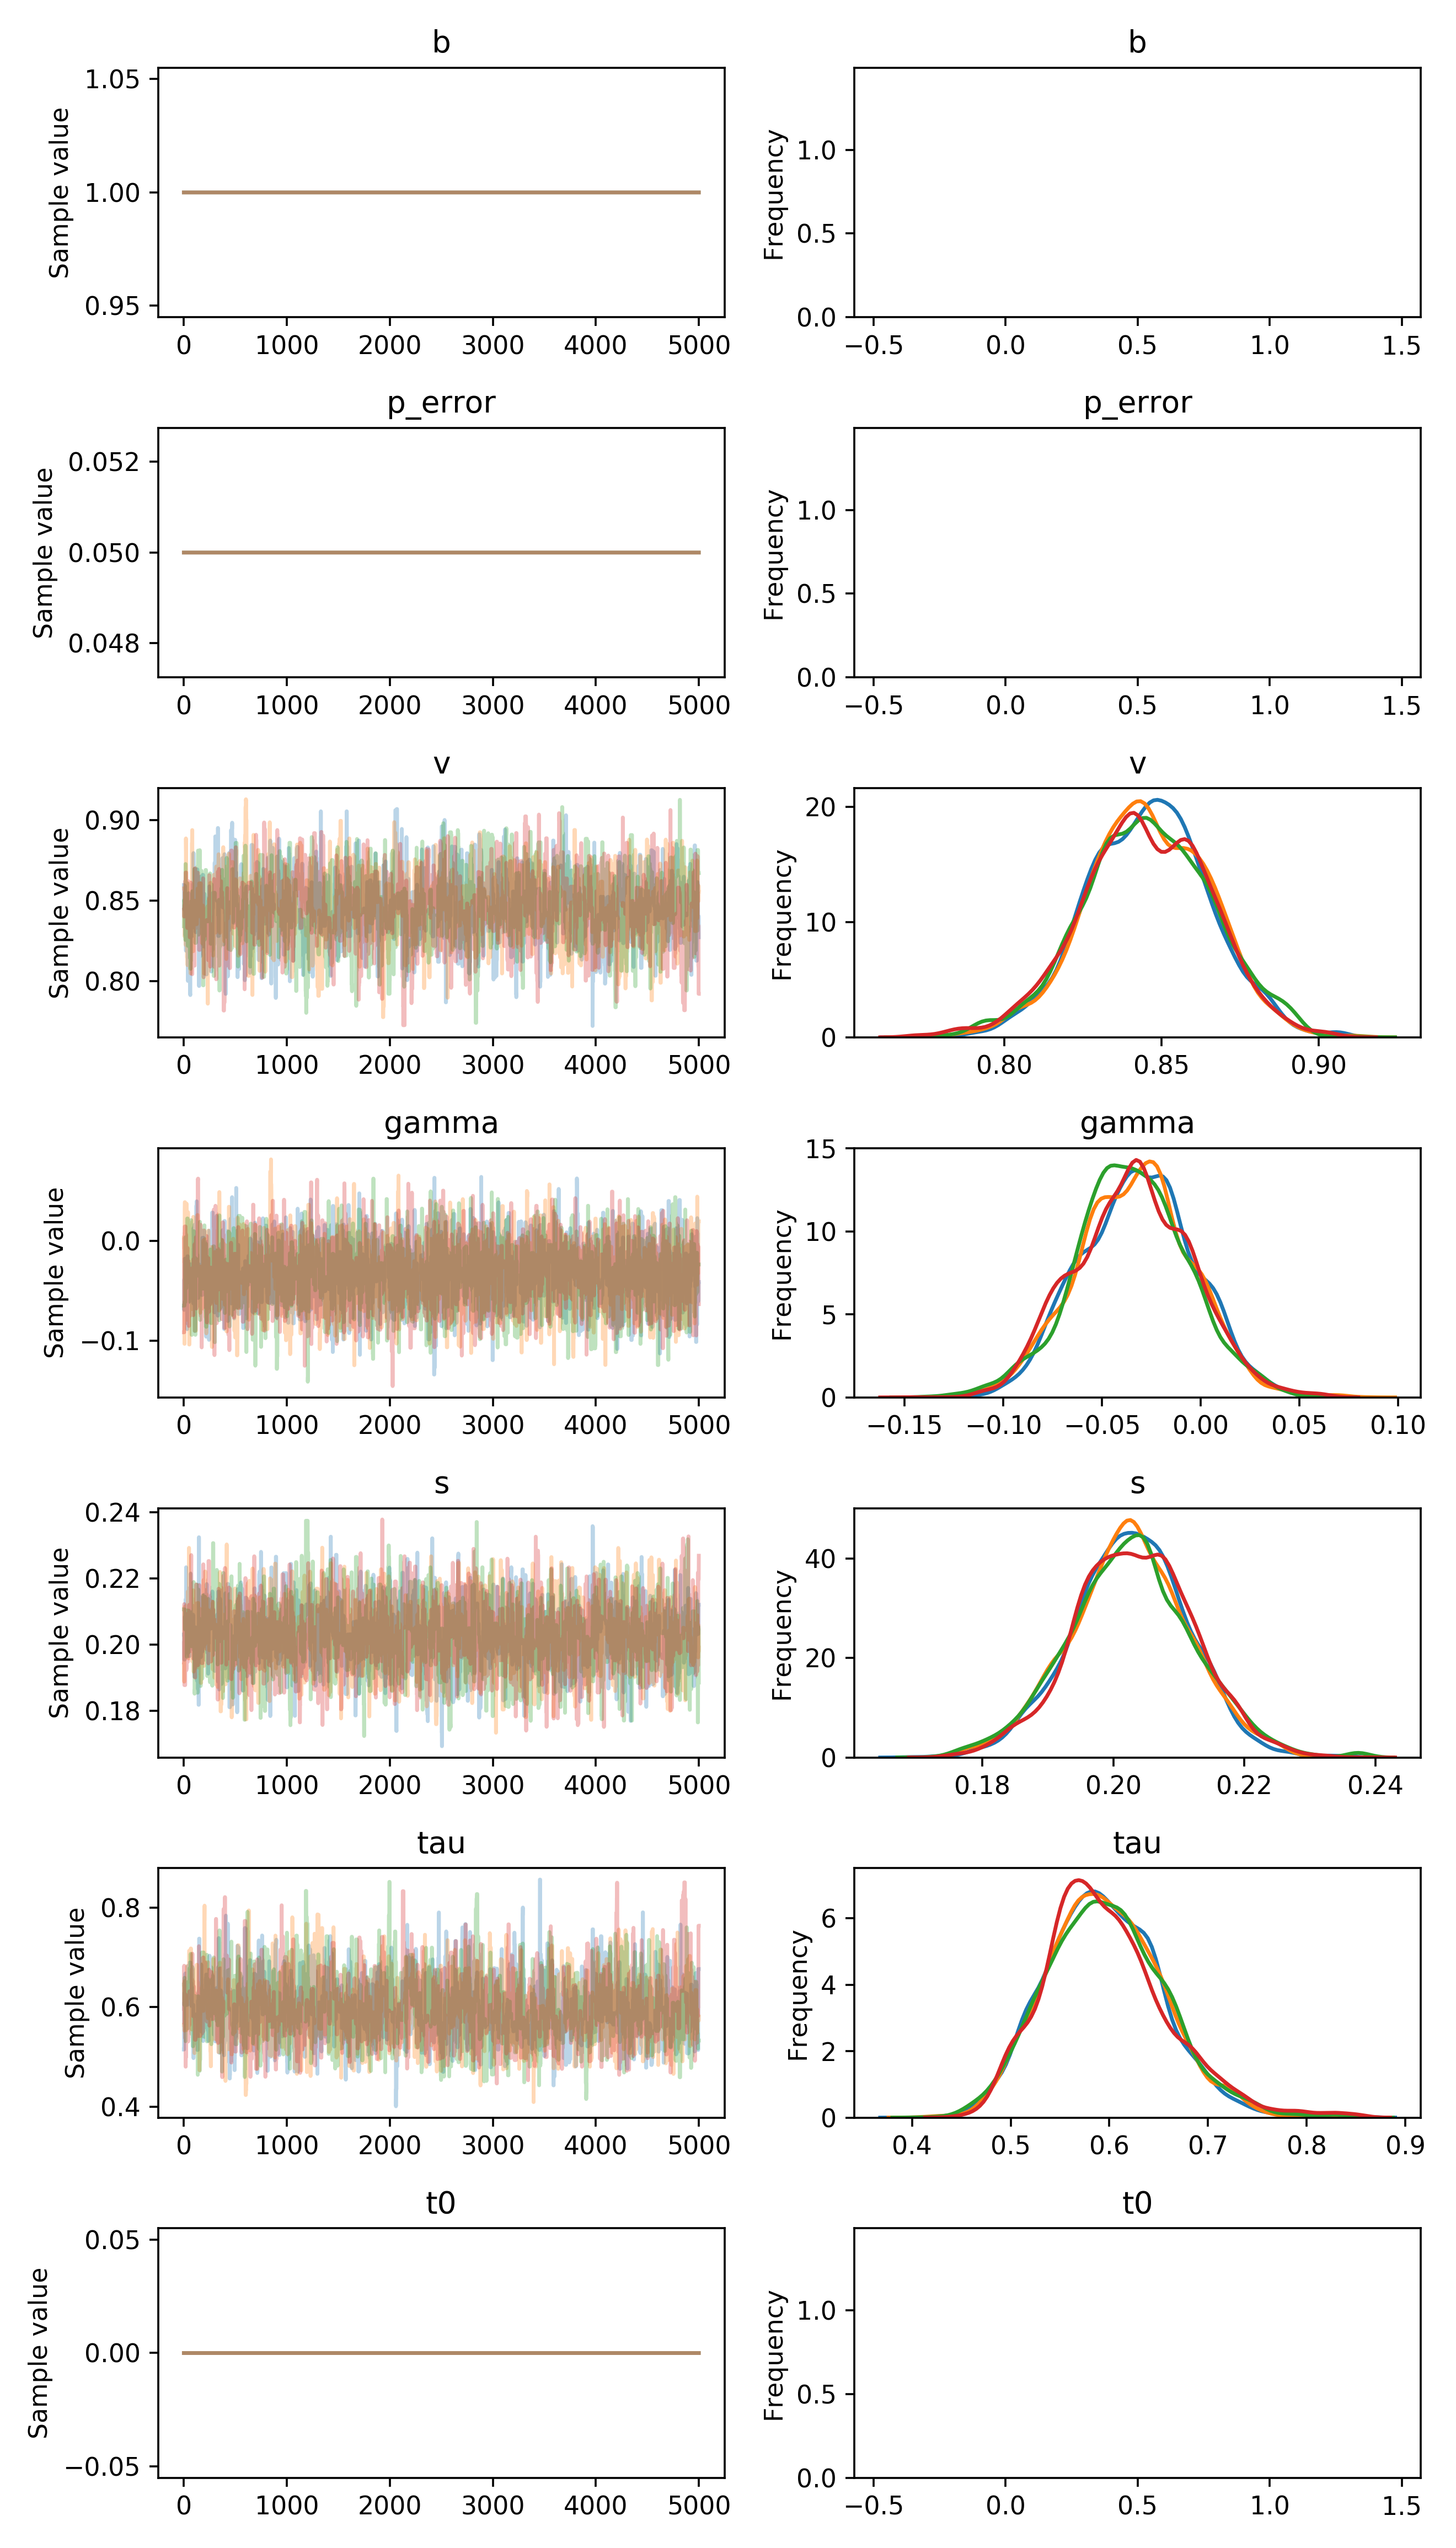 b
b
Sample value
1.05
1.00
0.95
0 1000 2000 3000 4000 5000
Frequency
1.0
0.5
0.0
−0.5 0.0 0.5 1.0 1.5
p_error
p_error
Sample value
0.052
0.050
0.048
0 1000 2000 3000 4000 5000
Frequency
1.0
0.5
0.0
−0.5 0.0 0.5 1.0 1.5
v
v
Sample value
0.90
0.85
0.80
0 1000 2000 3000 4000 5000
Frequency
20
10
0
0.80 0.85 0.90
gamma
gamma
Sample value
0.0
−0.1
0 1000 2000 3000 4000 5000
Frequency
15
10
5
0
−0.15 −0.10 −0.05 0.00 0.05 0.10
s
s
Sample value
0.24
0.22
0.20
0.18
0 1000 2000 3000 4000 5000
Frequency
40
20
0
0.18 0.20 0.22 0.24
tau
tau
Sample value
0.8
0.6
0.4
0 1000 2000 3000 4000 5000
Frequency
6
4
2
0
0.4 0.5 0.6 0.7 0.8 0.9
t0
t0
Sample value
0.05
0.00
−0.05
0 1000 2000 3000 4000 5000
Frequency
1.0
0.5
0.0
−0.5 0.0 0.5 1.0 1.5